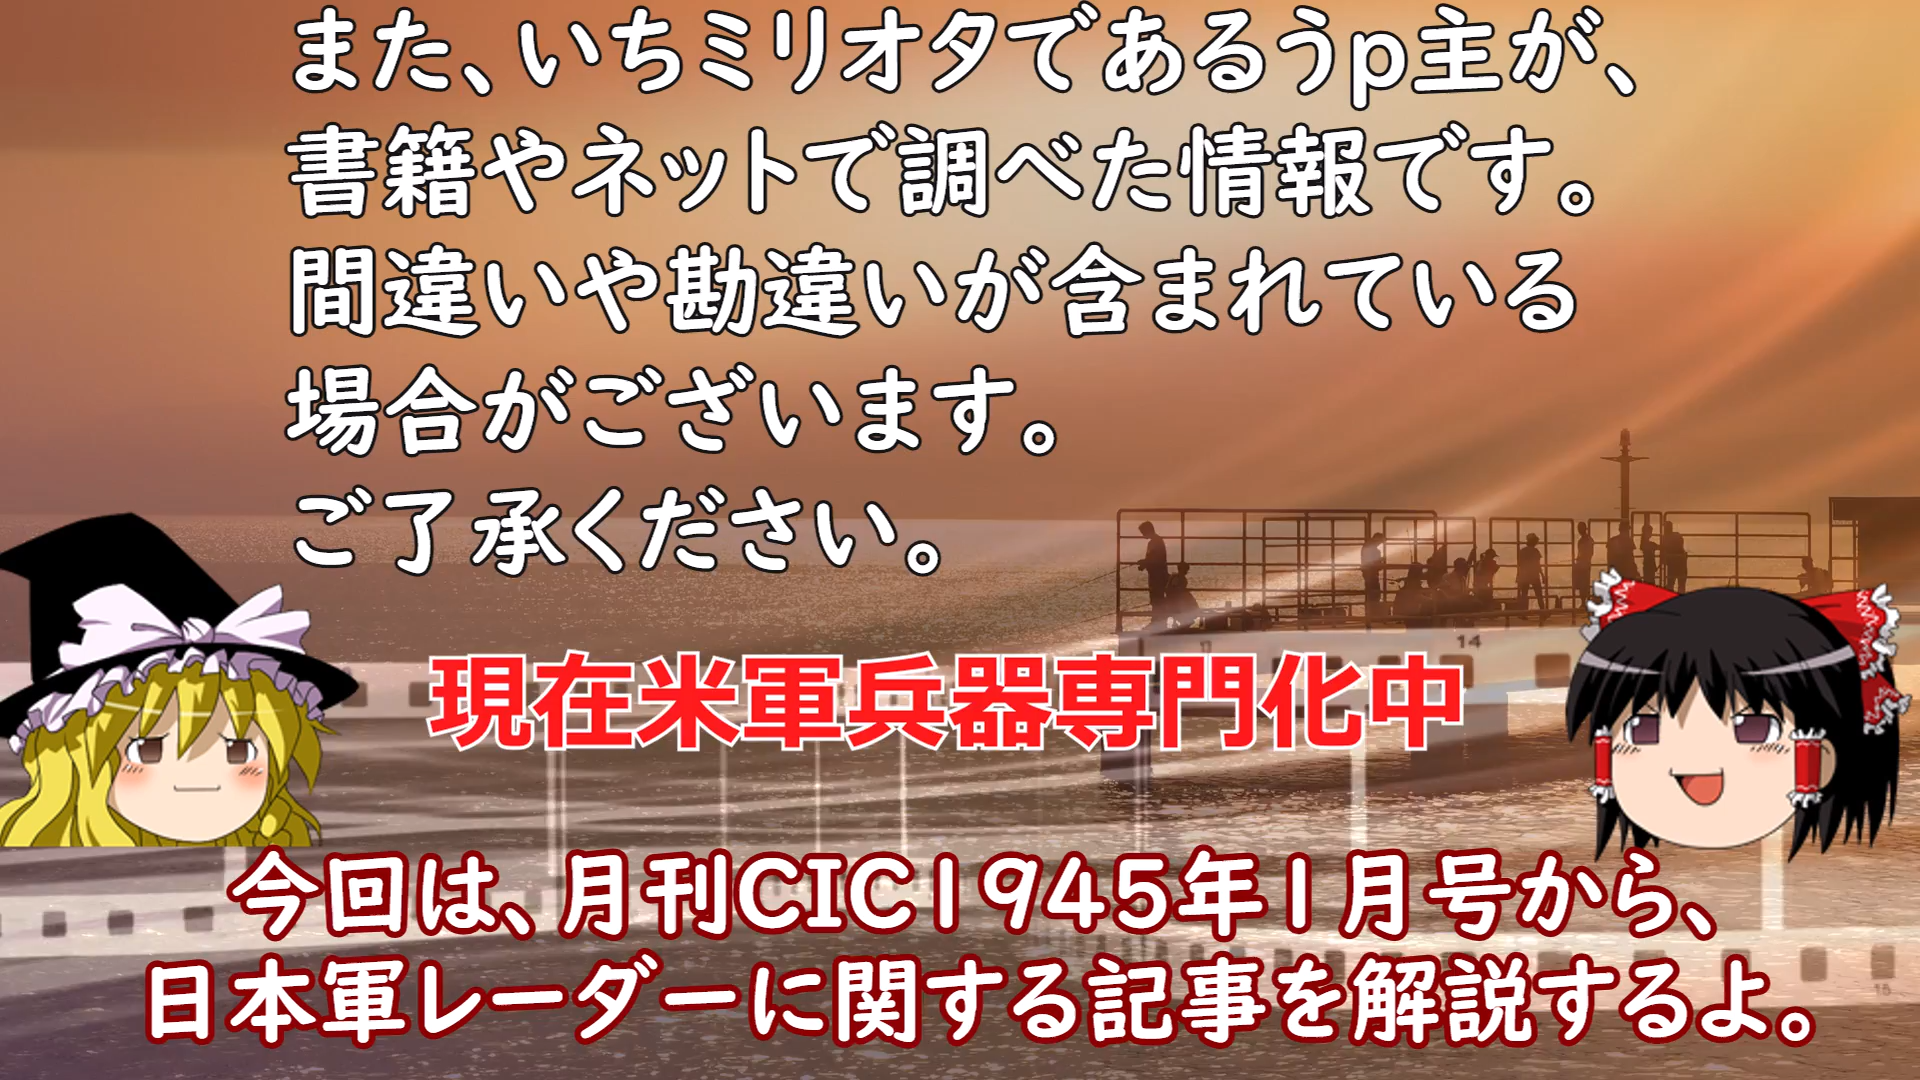 また、いちミリオタであるうp主が、
書籍やネットで調べた情報です。
間違いや勘違いが含まれている
場合がございます。
ご了承ください。
14
現在米軍兵器専門化中
今回は、月刊CIC1945年1月号から、
日本軍レーダーに関する記事を解説するよ。